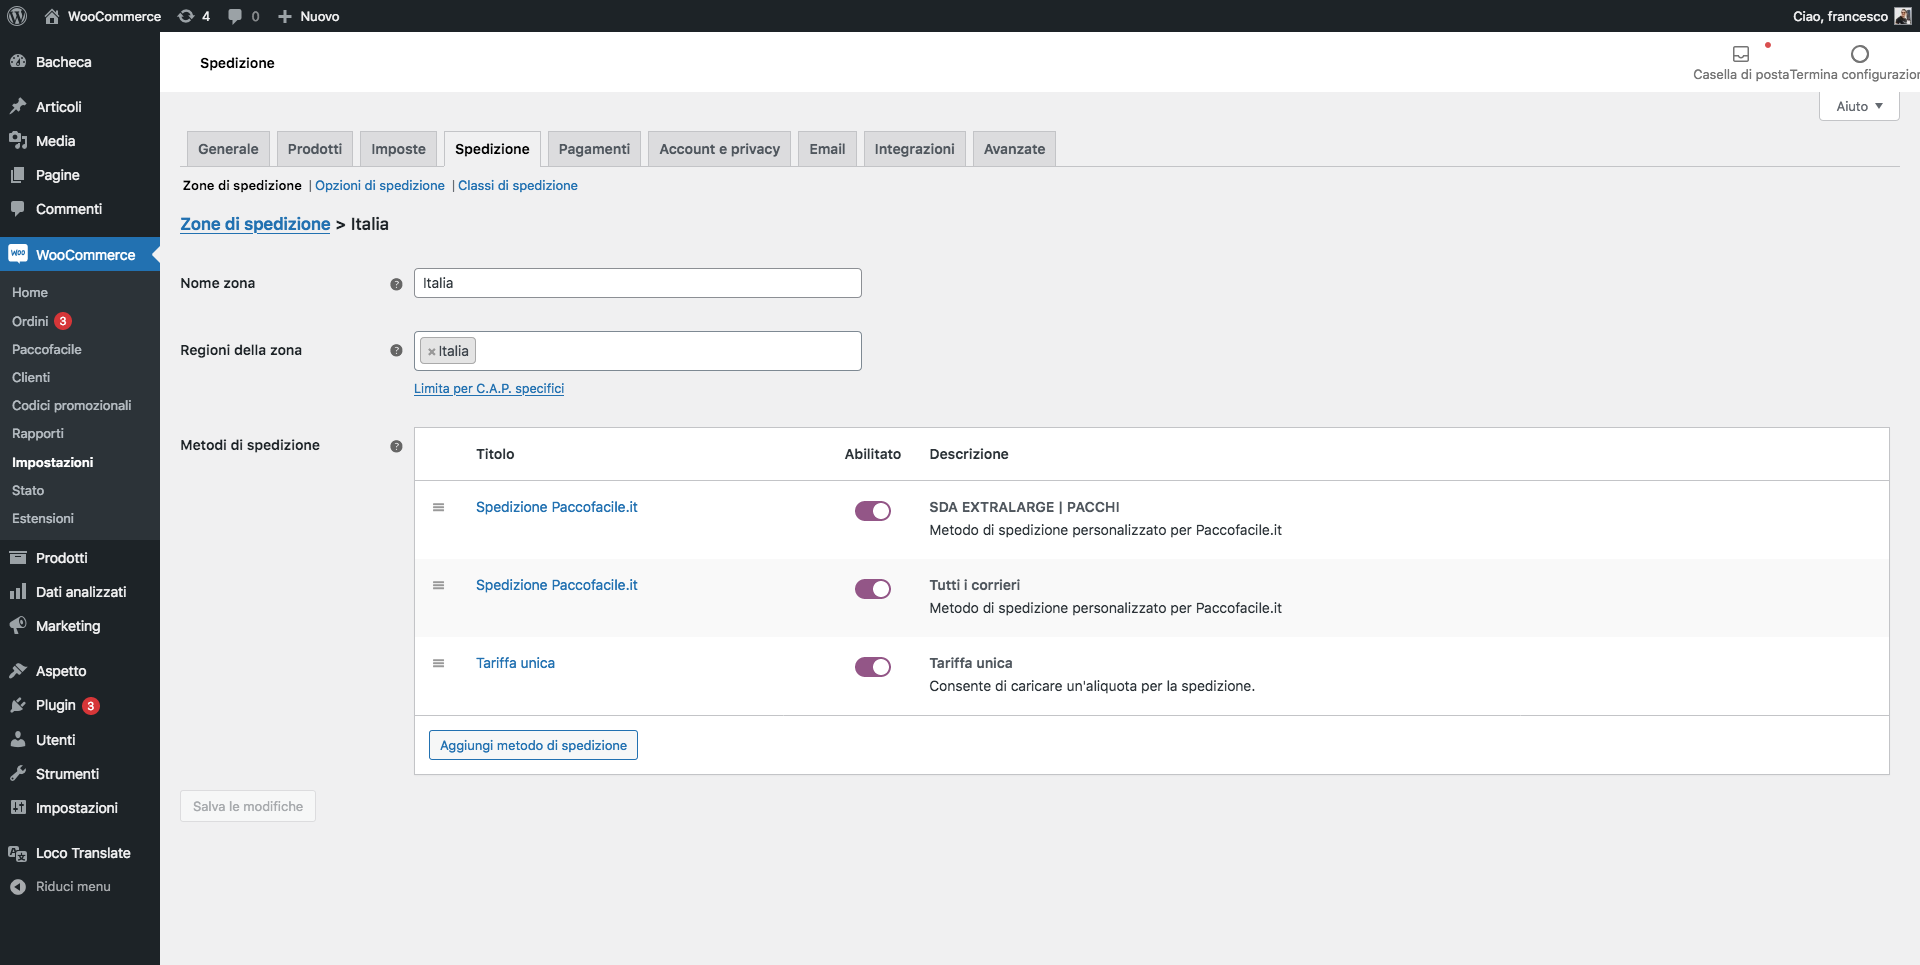 WooCommerce
4
0
Nuovo
Ciao, francesco
Bacheca
Articoli
Media
Pagine
Commenti
WOO
WooCommerce
Home
Ordini 3
Paccofacile
Clienti
Codici promozionali
Rapporti
Impostazioni
Stato
Estensioni
Prodotti
Dati analizzati
Marketing
Aspetto
Plugin 3
Utenti
Strumenti
Impostazioni
Loco Translate
Riduci menu
Spedizione
Casella di posta
Termina configurazion
Aiuto
Generale
Prodotti
Imposte
Spedizione
Pagamenti
Account e privacy
Email
Integrazioni
Avanzate
Zone di spedizione | Opzioni di spedizione | Classi di spedizione
Zone di spedizione > Italia
Nome zona
?
Italia
Regioni della zona
?
×Italia
Limita per C.A.P. specifici
Metodi di spedizione
?
Titolo
Abilitato
Descrizione
Spedizione Paccofacile.it
SDA EXTRALARGE | PACCHI
Metodo di spedizione personalizzato per Paccofacile.it
Spedizione Paccofacile.it
Tutti i corrieri
Metodo di spedizione personalizzato per Paccofacile.it
Tariffa unica
Tariffa unica
Consente di caricare un'aliquota per la spedizione.
Aggiungi metodo di spedizione
Salva le modifiche